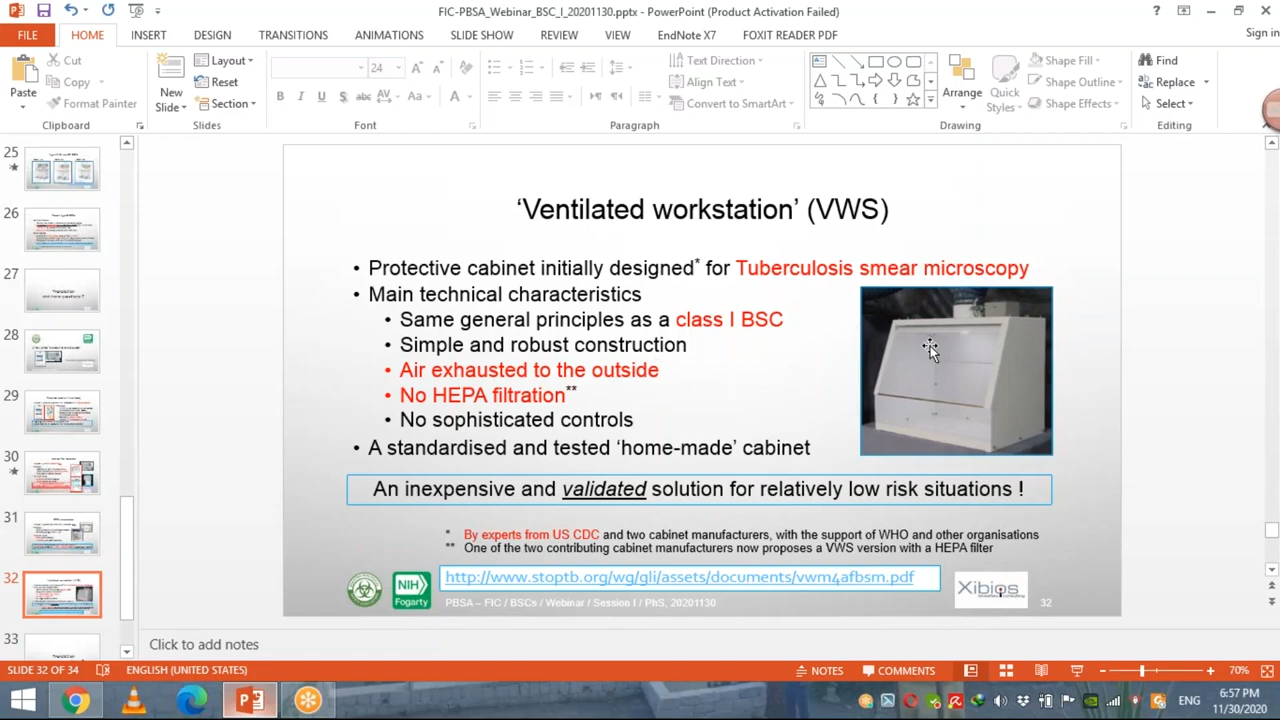 FIC-PBSA_Webinar_BSC_I_20201130.pptx - PowerPoint (Product Activation Failed)
?
FILE HOME INSERT DESIGN TRANSITIONS ANIMATIONS SLIDE SHOW REVIEW VIEW EndNote X7 FOXIT READER PDF
Sign in
Paste
Cut
Copy
Format Painter
Clipboard
New
Slide
Layout
Reset
Section
Slides
24
B I U S abc AV Aa A
Font
Text Direction
Align Text
Convert to SmartArt
Paragraph
Arrange
Quick
Styles
Shape Fill
Shape Outline
Shape Effects
Drawing
Find
Replace
Select
Editing
25
26
27
28
29
30
31
32
33
‘Ventilated workstation’ (VWS)
• Protective cabinet initially designed* for Tuberculosis smear microscopy
• Main technical characteristics
• Same general principles as a class I BSC
• Simple and robust construction
• Air exhausted to the outside
• No HEPA filtration**
• No sophisticated controls
• A standardised and tested ‘home-made’ cabinet
An inexpensive and validated solution for relatively low risk situations !
* By experts from US CDC and two cabinet manufacturers, with the support of WHO and other organisations
** One of the two contributing cabinet manufacturers now proposes a VWS version with a HEPA filter
NIH
Fogarty
http://www.stoptb.org/wg/gli/assets/documents/vwm4afbsm.pdf
PBSA, FIC / BSCs / Webinar / Session I / PhS, 20201130
Xibios
32
Click to add notes
SLIDE 32 OF 34 ENGLISH (UNITED STATES) NOTES COMMENTS 70%
ENG
6:57 PM
11/30/2020